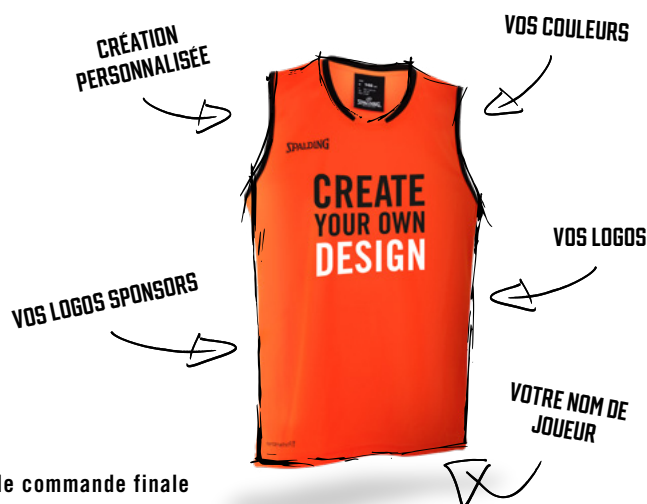 CRÉATION
PERSONNALISÉE
VOS COULEURS
SPALDING
CREATE
YOUR OWN
DESIGN
VOS LOGOS
VOS LOGOS SPONSORS
VOTRE NOM DE
JOUEUR
de commande finale